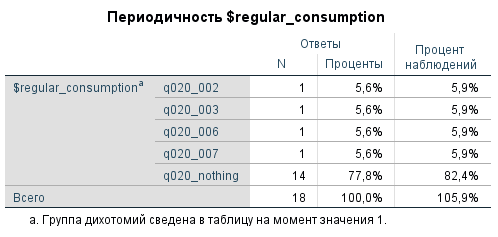 Периодичность $regular_consumption
Ответы
N Проценты Процент наблюдений
$regular_consumptionᵃ q020_002 1 5,6% 5,9%
q020_003 1 5,6% 5,9%
q020_006 1 5,6% 5,9%
q020_007 1 5,6% 5,9%
q020_nothing 14 77,8% 82,4%
Всего 18 100,0% 105,9%
a. Группа дихотомий сведена в таблицу на момент значения 1.